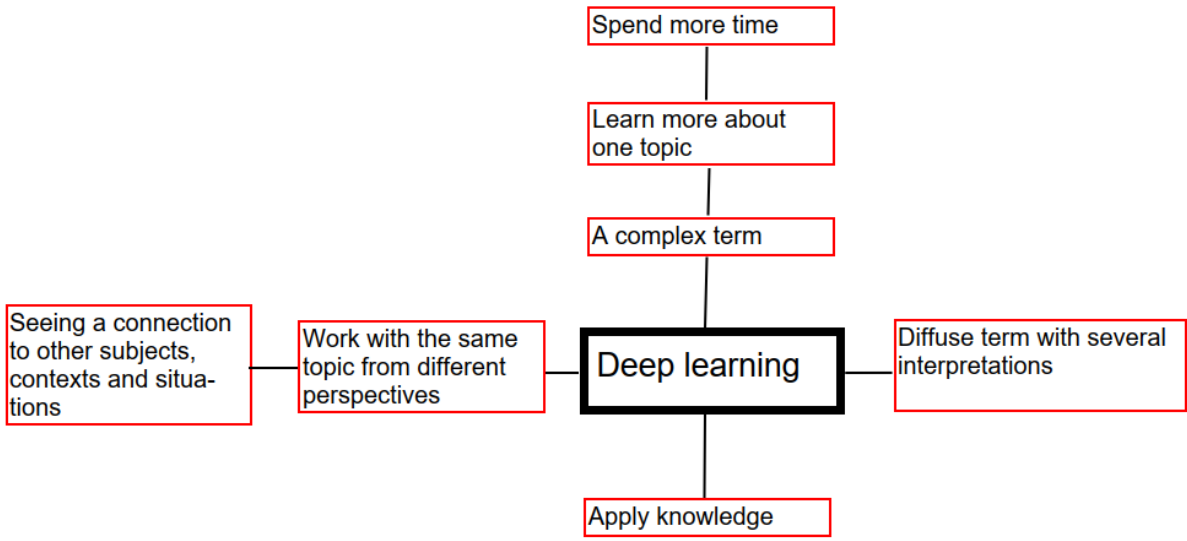 Spend more time
Learn more about
one topic
A complex term
Seeing a connection
to other subjects,
contexts and situa-
tions
Work with the same
topic from different
perspectives
Deep learning
Diffuse term with several
interpretations
Apply knowledge